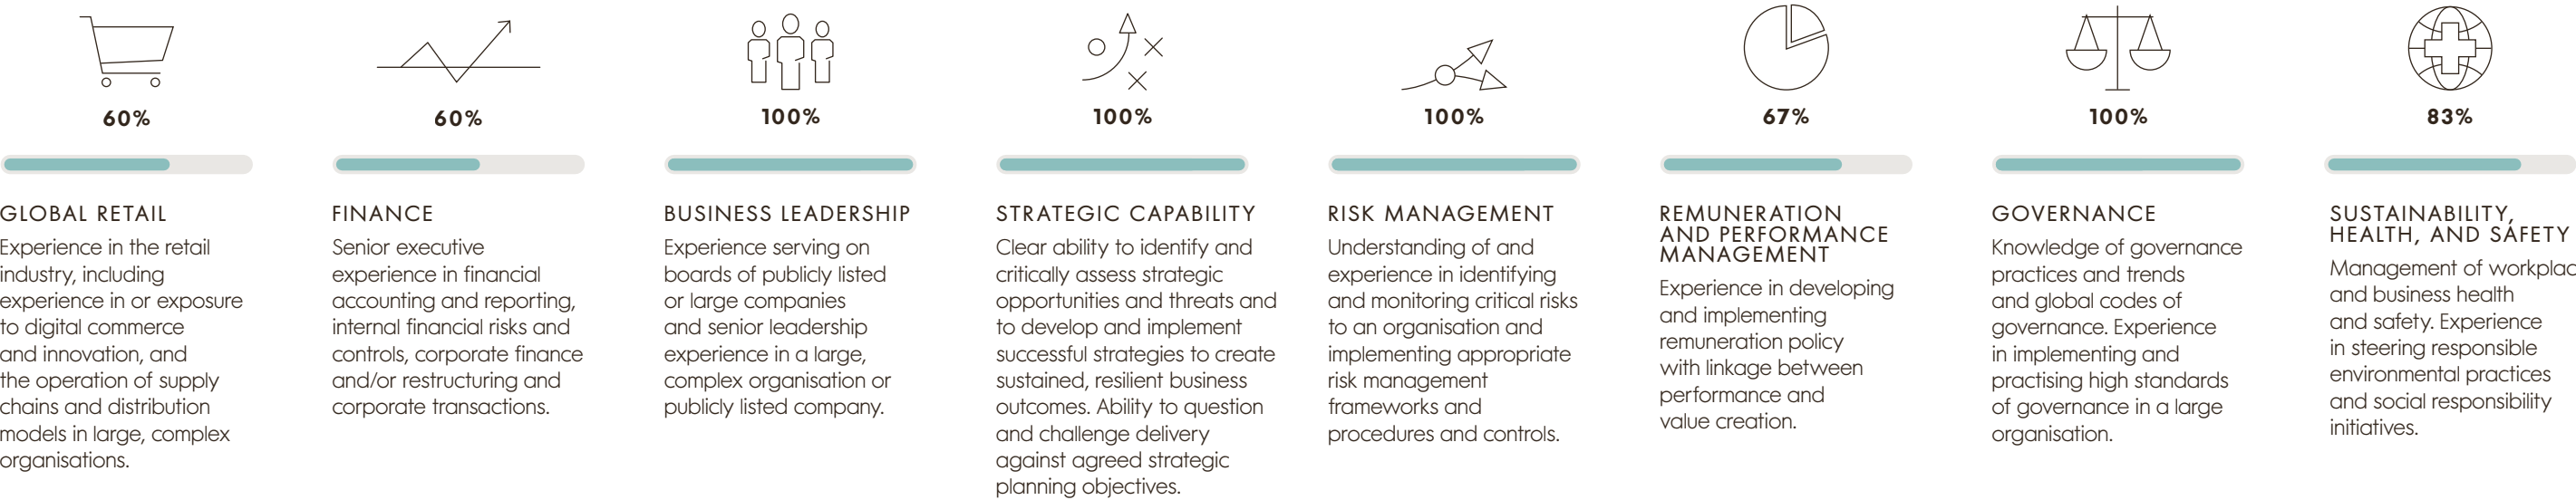 60%
GLOBAL RETAIL
Experience in the retail
industry, including
experience in or exposure
to digital commerce
and innovation, and
the operation of supply
chains and distribution
models in large, complex
organisations.
60%
FINANCE
Senior executive
experience in financial
accounting and reporting,
internal financial risks and
controls, corporate finance
and/or restructuring and
corporate transactions.
100%
BUSINESS LEADERSHIP
Experience serving on
boards of publicly listed
or large companies
and senior leadership
experience in a large,
complex organisation or
publicly listed company.
100%
STRATEGIC CAPABILITY
Clear ability to identify and
critically assess strategic
opportunities and threats and
to develop and implement
successful strategies to create
sustained, resilient business
outcomes. Ability to question
and challenge delivery
against agreed strategic
planning objectives.
100%
RISK MANAGEMENT
Understanding of and
experience in identifying
and monitoring critical risks
to an organisation and
implementing appropriate
risk management
frameworks and
procedures and controls.
67%
REMUNERATION
AND PERFORMANCE
MANAGEMENT
Experience in developing
and implementing
remuneration policy
with linkage between
performance and
value creation.
100%
GOVERNANCE
Knowledge of governance
practices and trends
and global codes of
governance. Experience
in implementing and
practising high standards
of governance in a large
organisation.
83%
SUSTAINABILITY,
HEALTH, AND SAFETY
Management of workplac
and business health
and safety. Experience
in steering responsible
environmental practices
and social responsibility
initiatives.